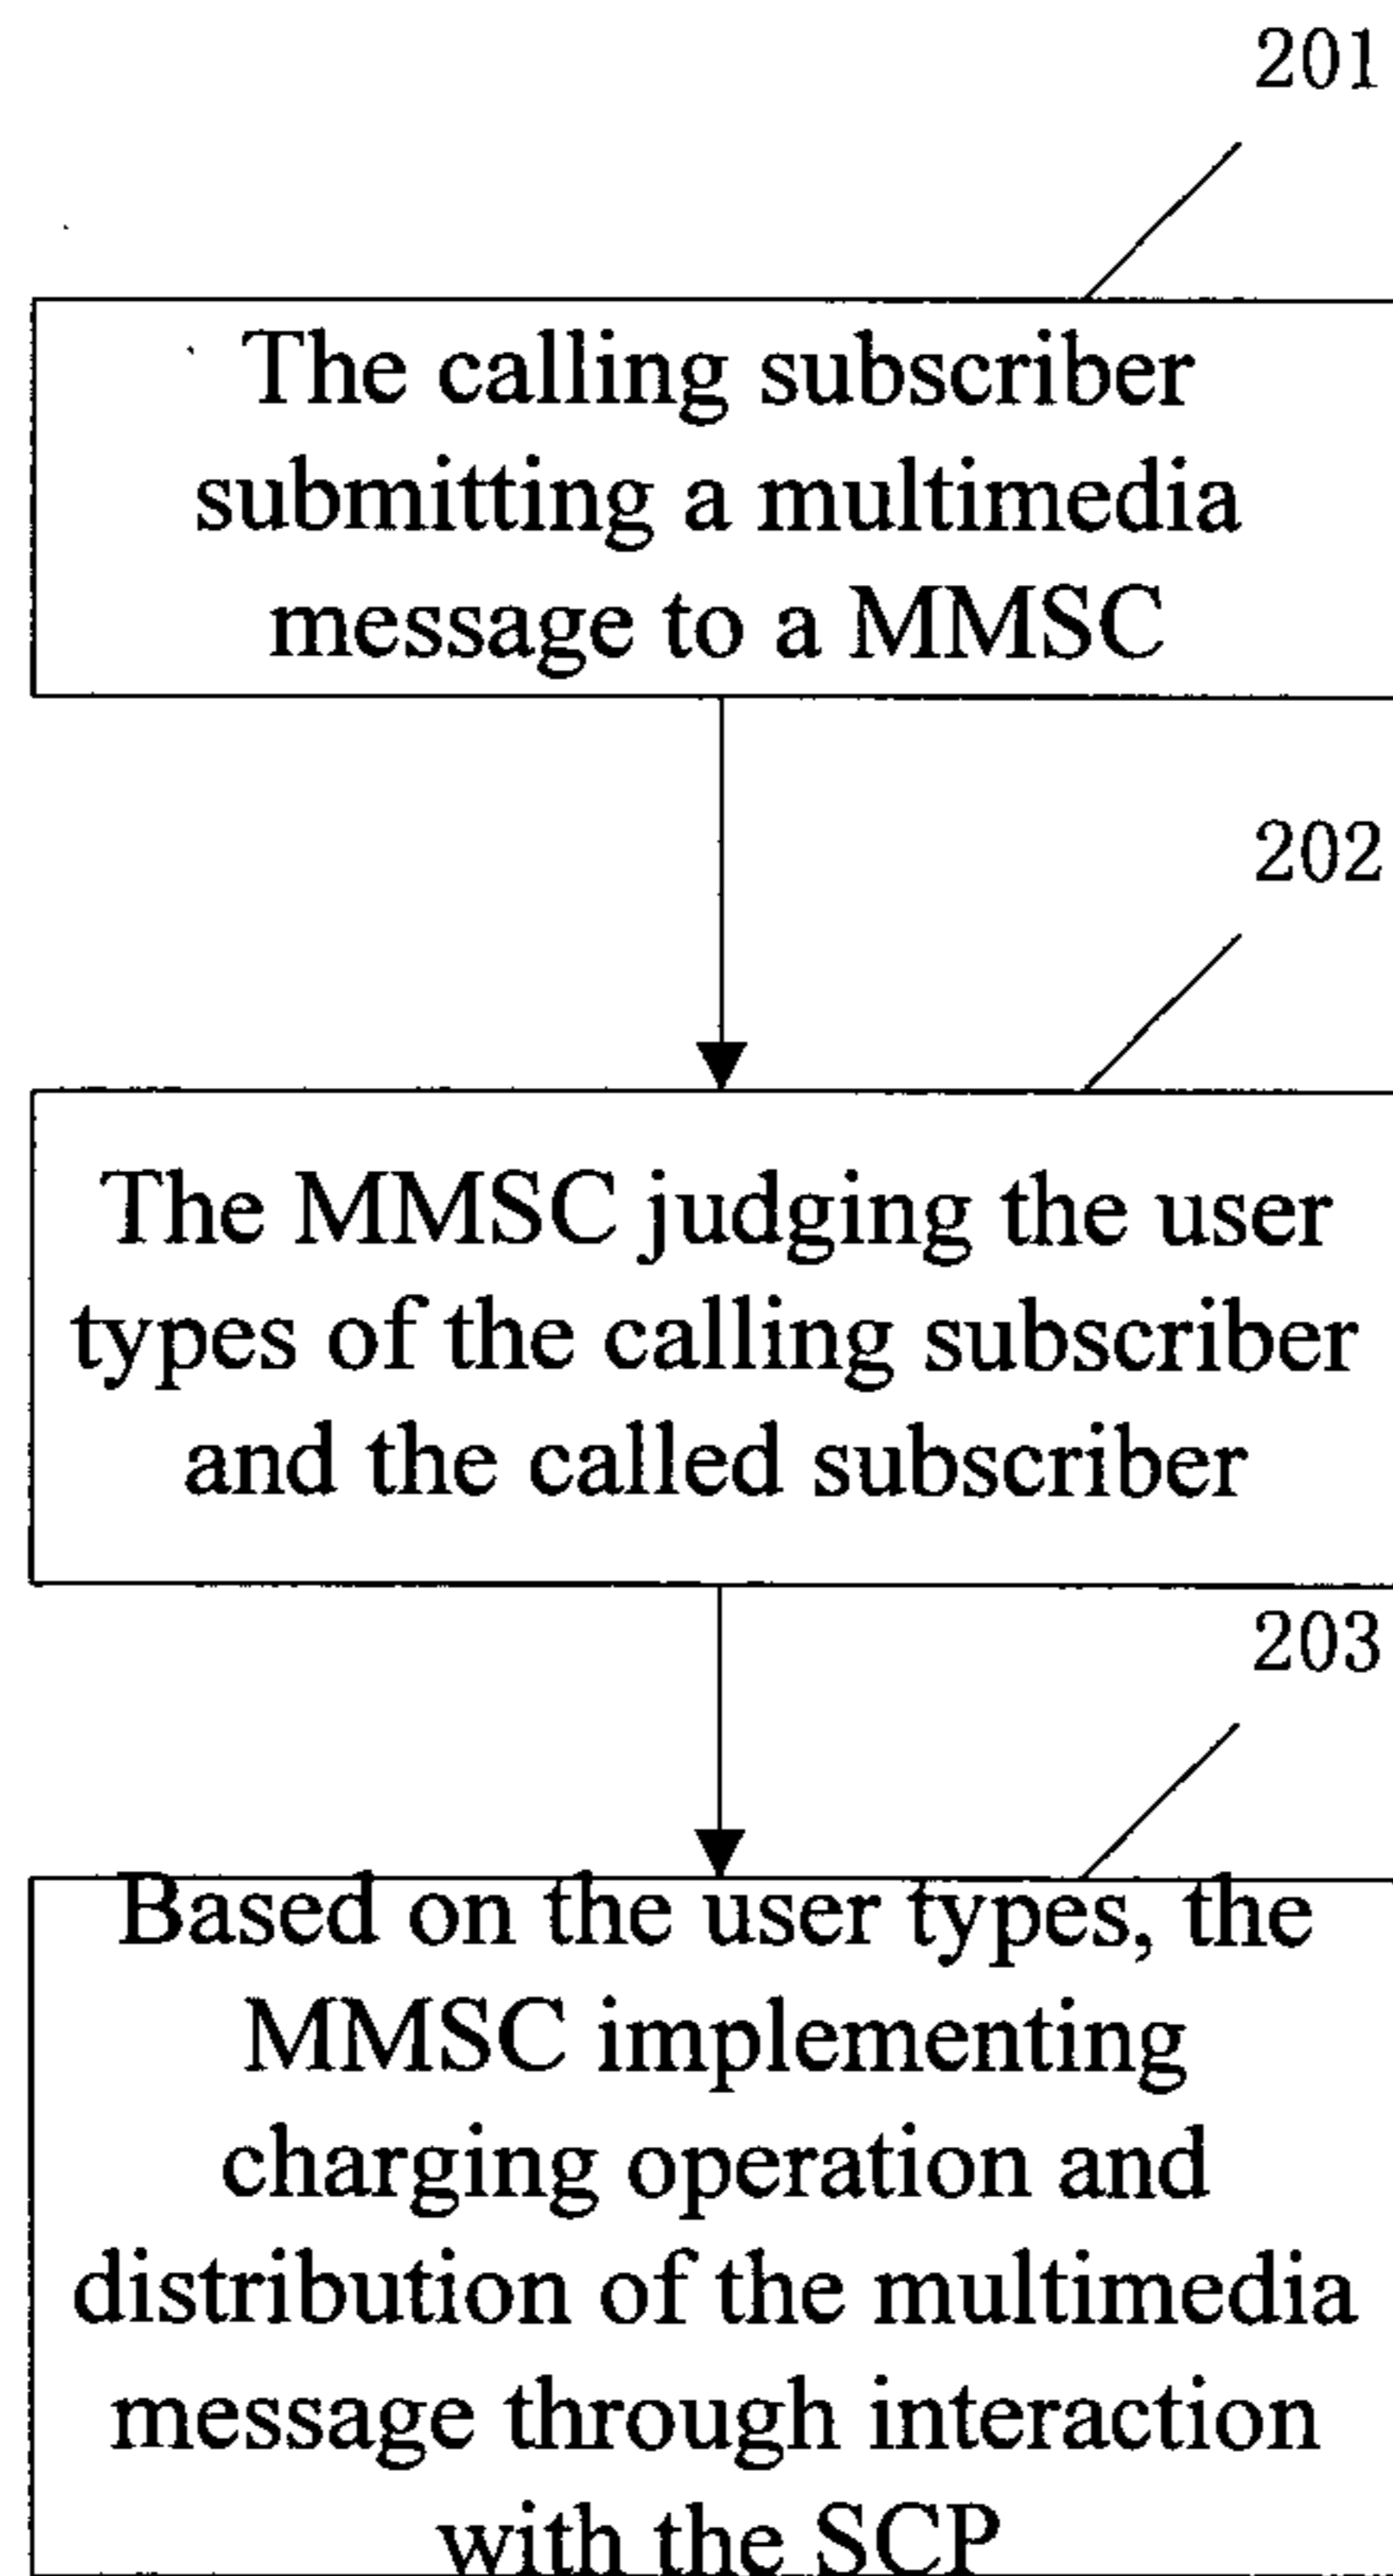 201
The calling subscriber
submitting a multimedia
message to a MMSC
202
The MMSC judging the user
types of the calling subscriber
and the called subscriber
203
Based on the user types, the
MMSC implementing
charging operation and
distribution of the multimedia
message through interaction
with the SCP